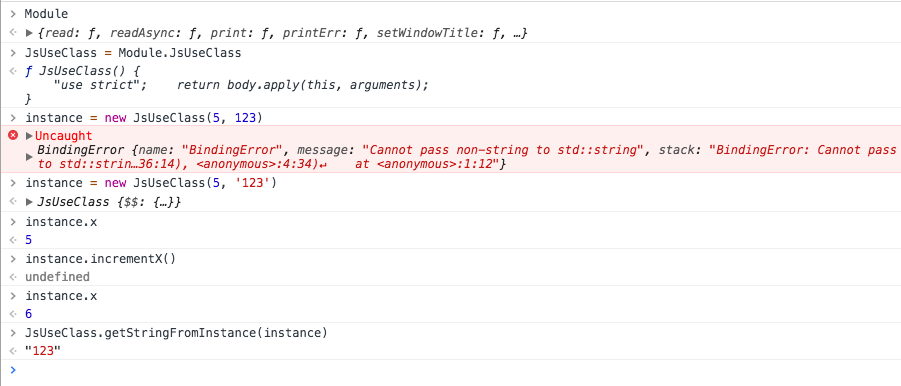 Module
{read: ƒ, readAsync: ƒ, print: ƒ, printErr: ƒ, setWindowTitle: ƒ, …}
JsUseClass = Module.JsUseClass
ƒ JsUseClass() {
"use strict";    return body.apply(this, arguments);
}
instance = new JsUseClass(5, 123)
Uncaught
BindingError {name: "BindingError", message: "Cannot pass non-string to std::string", stack: "BindingError: Cannot pass
to std::strin…36:14), <anonymous>:4:34)↵    at <anonymous>:1:12"}
instance = new JsUseClass(5, '123')
JsUseClass {$$: {…}}
instance.x
5
instance.incrementX()
undefined
instance.x
6
JsUseClass.getStringFromInstance(instance)
"123"